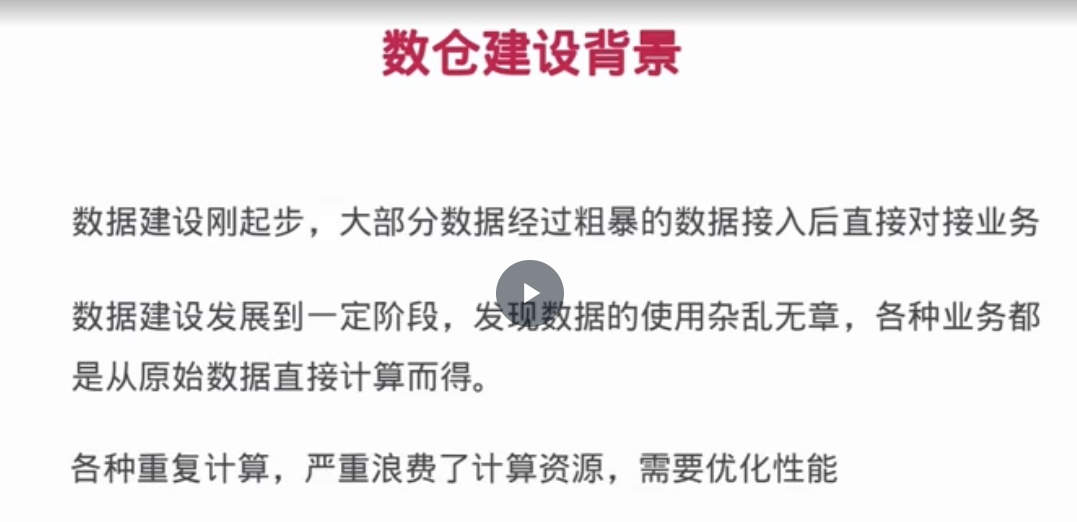 数仓建设背景
数据建设刚起步，大部分数据经过粗暴的数据接入后直接对接业务
数据建设发展到一定阶段，发现数据的使用杂乱无章，各种业务都
是从原始数据直接计算而得。
各种重复计算，严重浪费了计算资源，需要优化性能